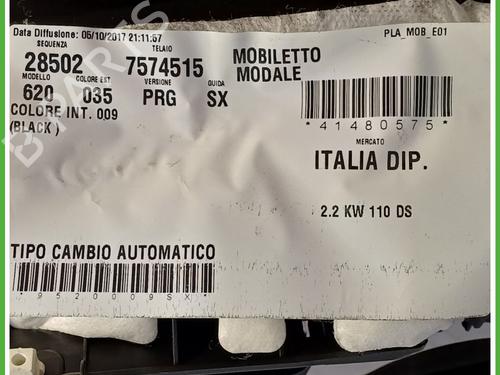 Data Diffusione: 05/10/2017 21:11:57
PLA_MOB_E01
SEQUENZA TELAIO
28502 7574515
MOBILETTO
MODALE
MODELLO COLORE EST VERSIONE GUIDA
620 035 PRG SX
COLORE INT. 009
(BLACK )
*41480575*
MERCATO
ITALIA DIP.
2.2 KW 110 DS
TIPO CAMBIO AUTOMATICO
*9520009SX*
B-PARTS